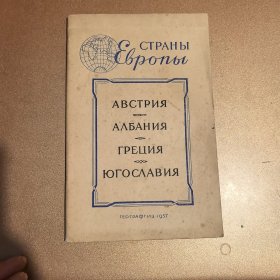 СТРАНЫ
Европы
АВСТРИЯ
АЛБАНИЯ
ГРЕЦИЯ
ЮГОСЛАВИЯ
ГЕОГРАФГИЗ 1957